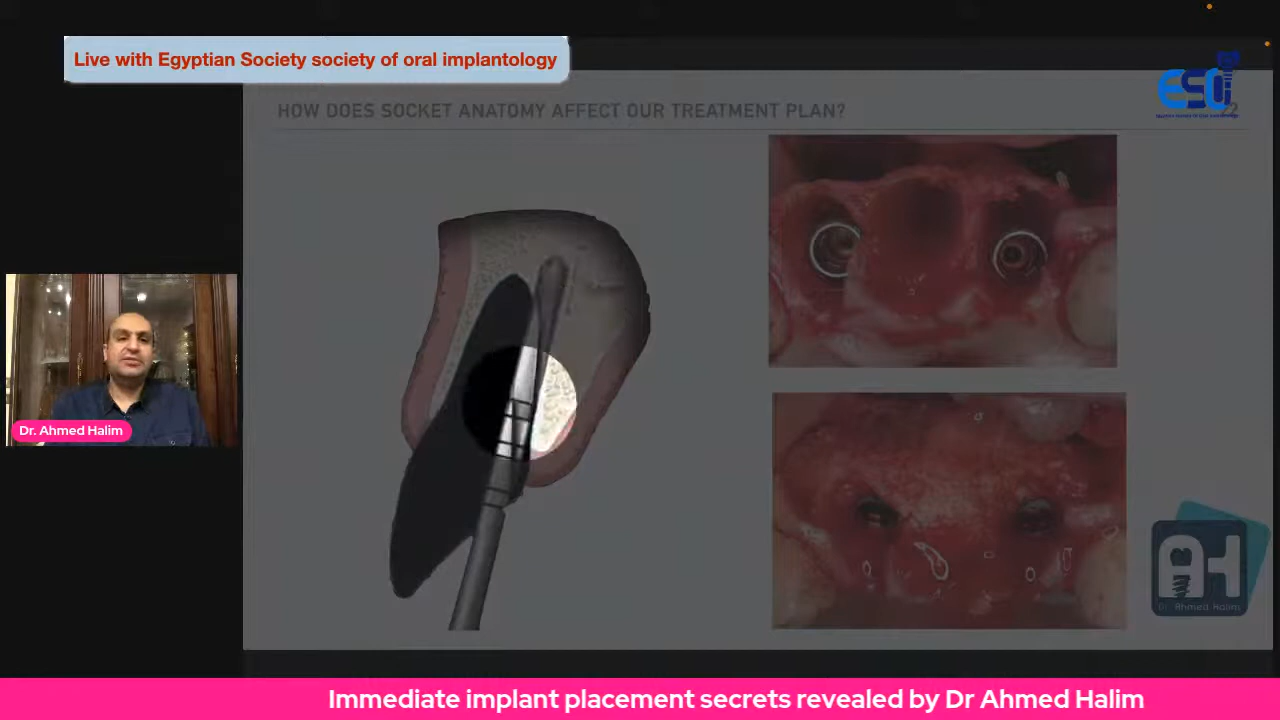 Live with Egyptian Society society of oral implantology
HOW DOES SOCKET ANATOMY AFFECT OUR TREATMENT PLAN?
ESOI
Dr. Ahmed Halim
AH
Dr. Ahmed Halim
Immediate implant placement secrets revealed by Dr Ahmed Halim